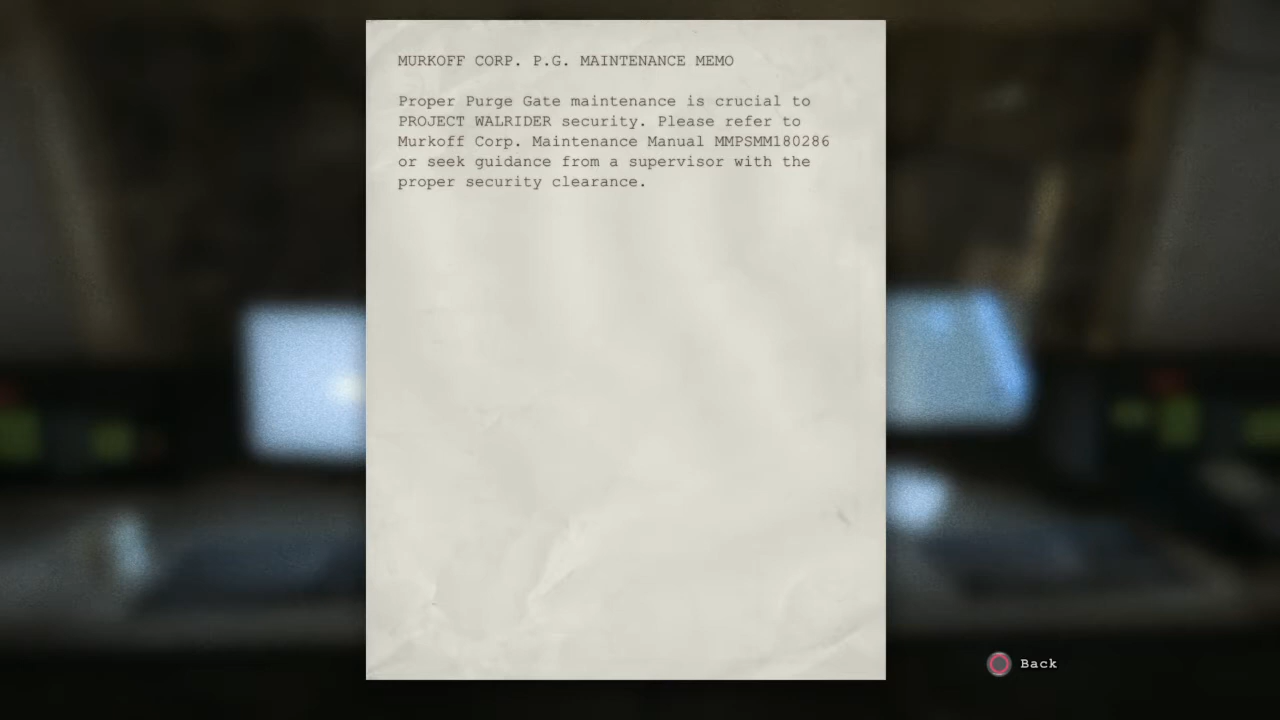 MURKOFF CORP. P.G. MAINTENANCE MEMO
Proper Purge Gate maintenance is crucial to
PROJECT WALRIDER security. Please refer to
Murkoff Corp. Maintenance Manual MMPSMM180286
or seek guidance from a supervisor with the
proper security clearance.
Back